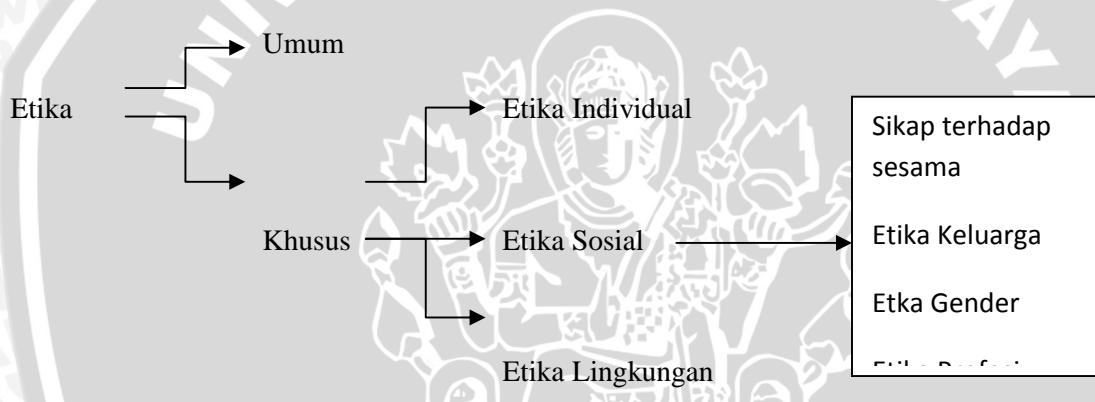 Umum
Etika
Etika Individual
Sikap terhadap
sesama
Khusus
Etika Sosial
Etika Keluarga
Etka Gender
Etika Lingkungan